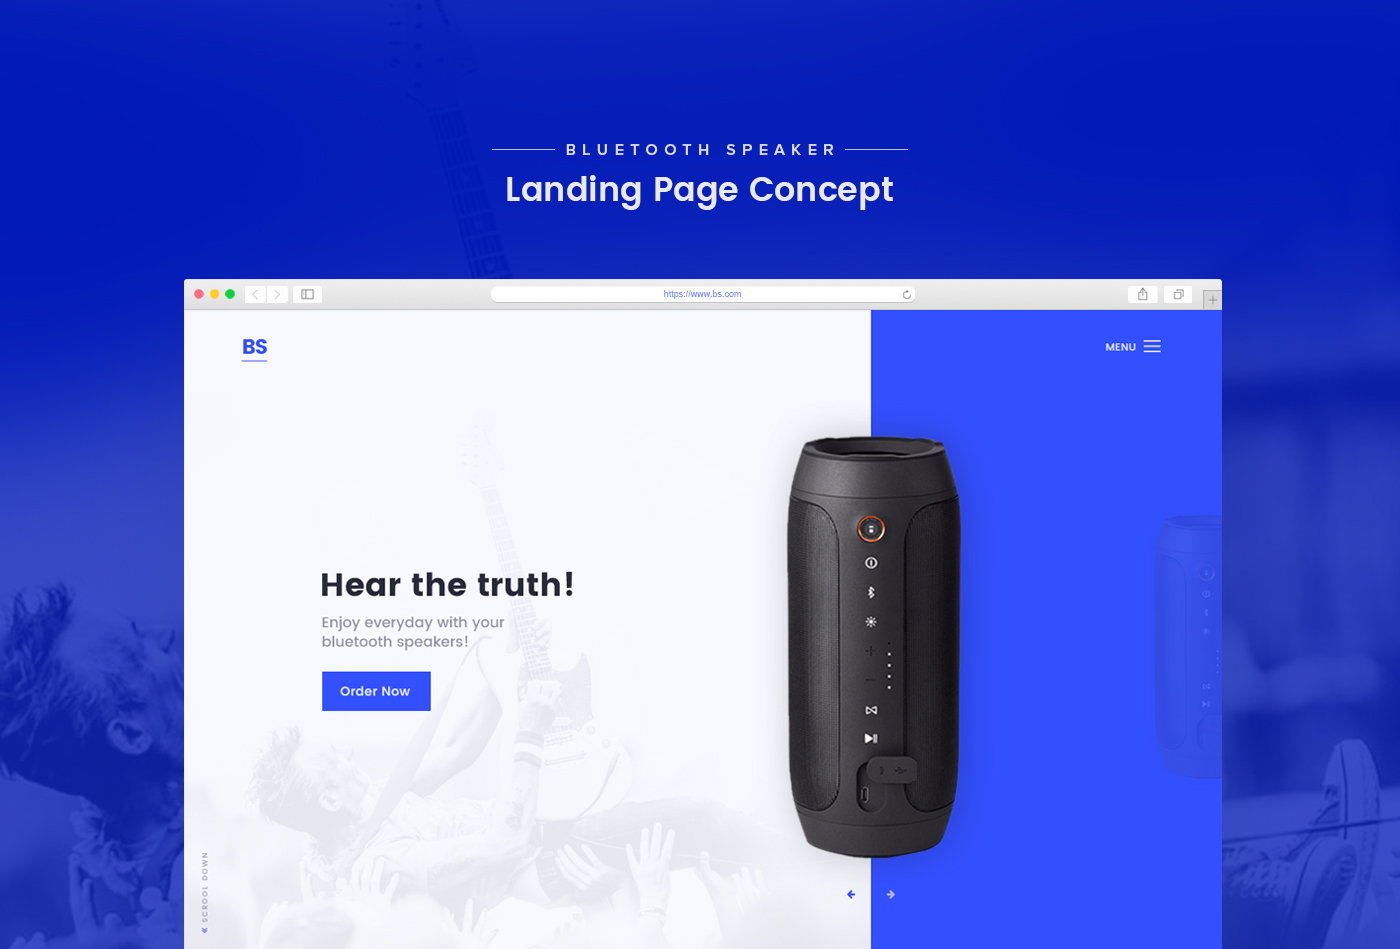 BLUETOOTH SPEAKER
Landing Page Concept
https://www.bs.com
BS
MENU
Hear the truth!
Enjoy everyday with your
bluetooth speakers!
Order Now
SCROOL DOWN